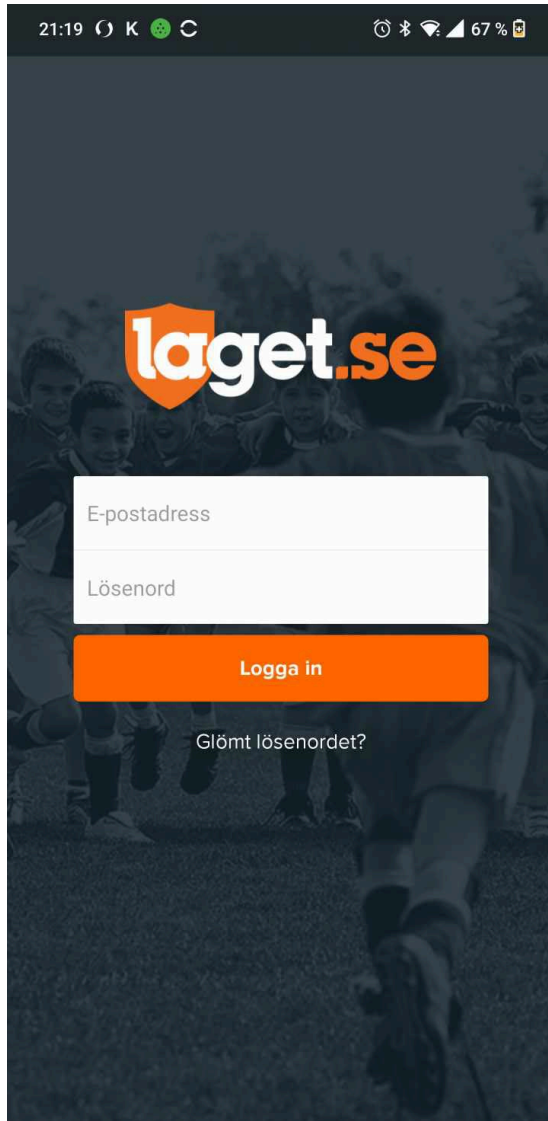 21:19 K 67 %
laget.se
E-postadress
Lösenord
Logga in
Glömt lösenordet?